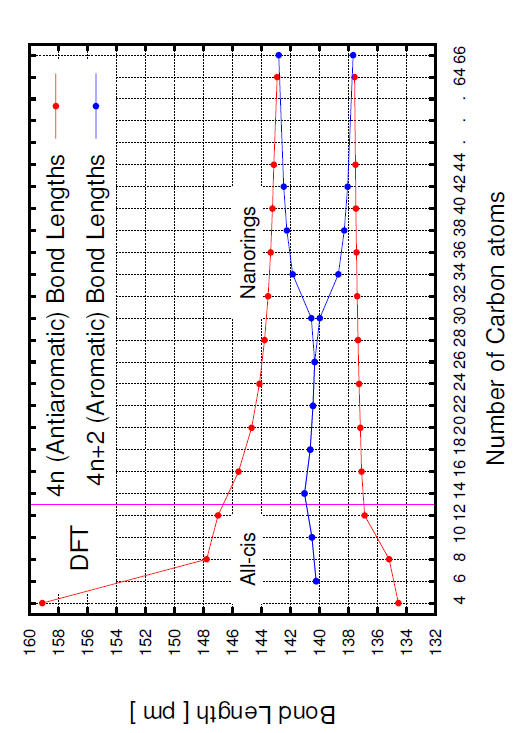 4n (Antiaromatic) Bond Lengths
4n+2 (Aromatic) Bond Lengths
DFT
All-cis
Nanorings
160
158
156
154
152
150
148
146
144
142
140
138
136
134
132
4 6 8 10 12 14 16 18 20 22 24 26 28 30 32 34 36 38 40 42 44 . . . 64 66
Number of Carbon atoms
Bond Length [ pm ]